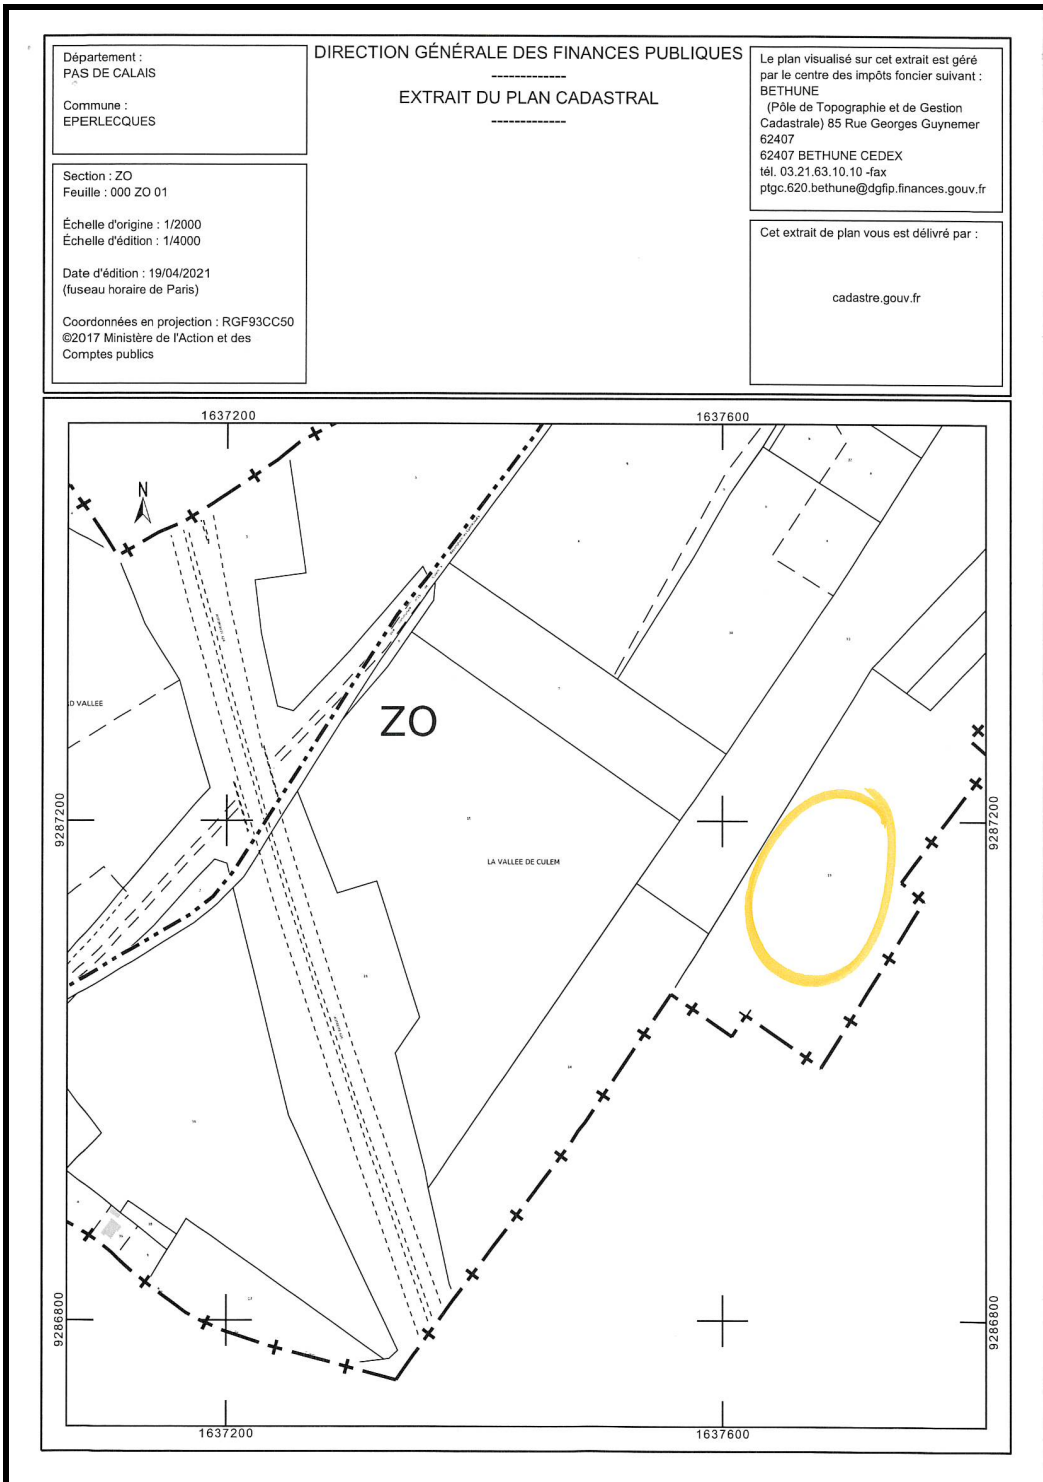 Département :
PAS DE CALAIS
Commune :
EPERLECQUES
Section : ZO
Feuille : 000 ZO 01
Échelle d'origine : 1/2000
Échelle d'édition : 1/4000
Date d'édition : 19/04/2021
(fuseau horaire de Paris)
Coordonnées en projection : RGF93CC50
©2017 Ministère de l'Action et des
Comptes publics
DIRECTION GÉNÉRALE DES FINANCES PUBLIQUES
-------------
EXTRAIT DU PLAN CADASTRAL
-------------
Le plan visualisé sur cet extrait est géré
par le centre des impôts foncier suivant :
BETHUNE
(Pôle de Topographie et de Gestion
Cadastrale) 85 Rue Georges Guynemer
62407
62407 BETHUNE CEDEX
tél. 03.21.63.10.10 -fax
ptgc.620.bethune@dgfip.finances.gouv.fr
Cet extrait de plan vous est délivré par :
cadastre.gouv.fr
1637200
1637600
N
D VALLEE
ZO
9287200
9287200
LA VALLEE DE CULEM
9286800
9286800
1637200
1637600